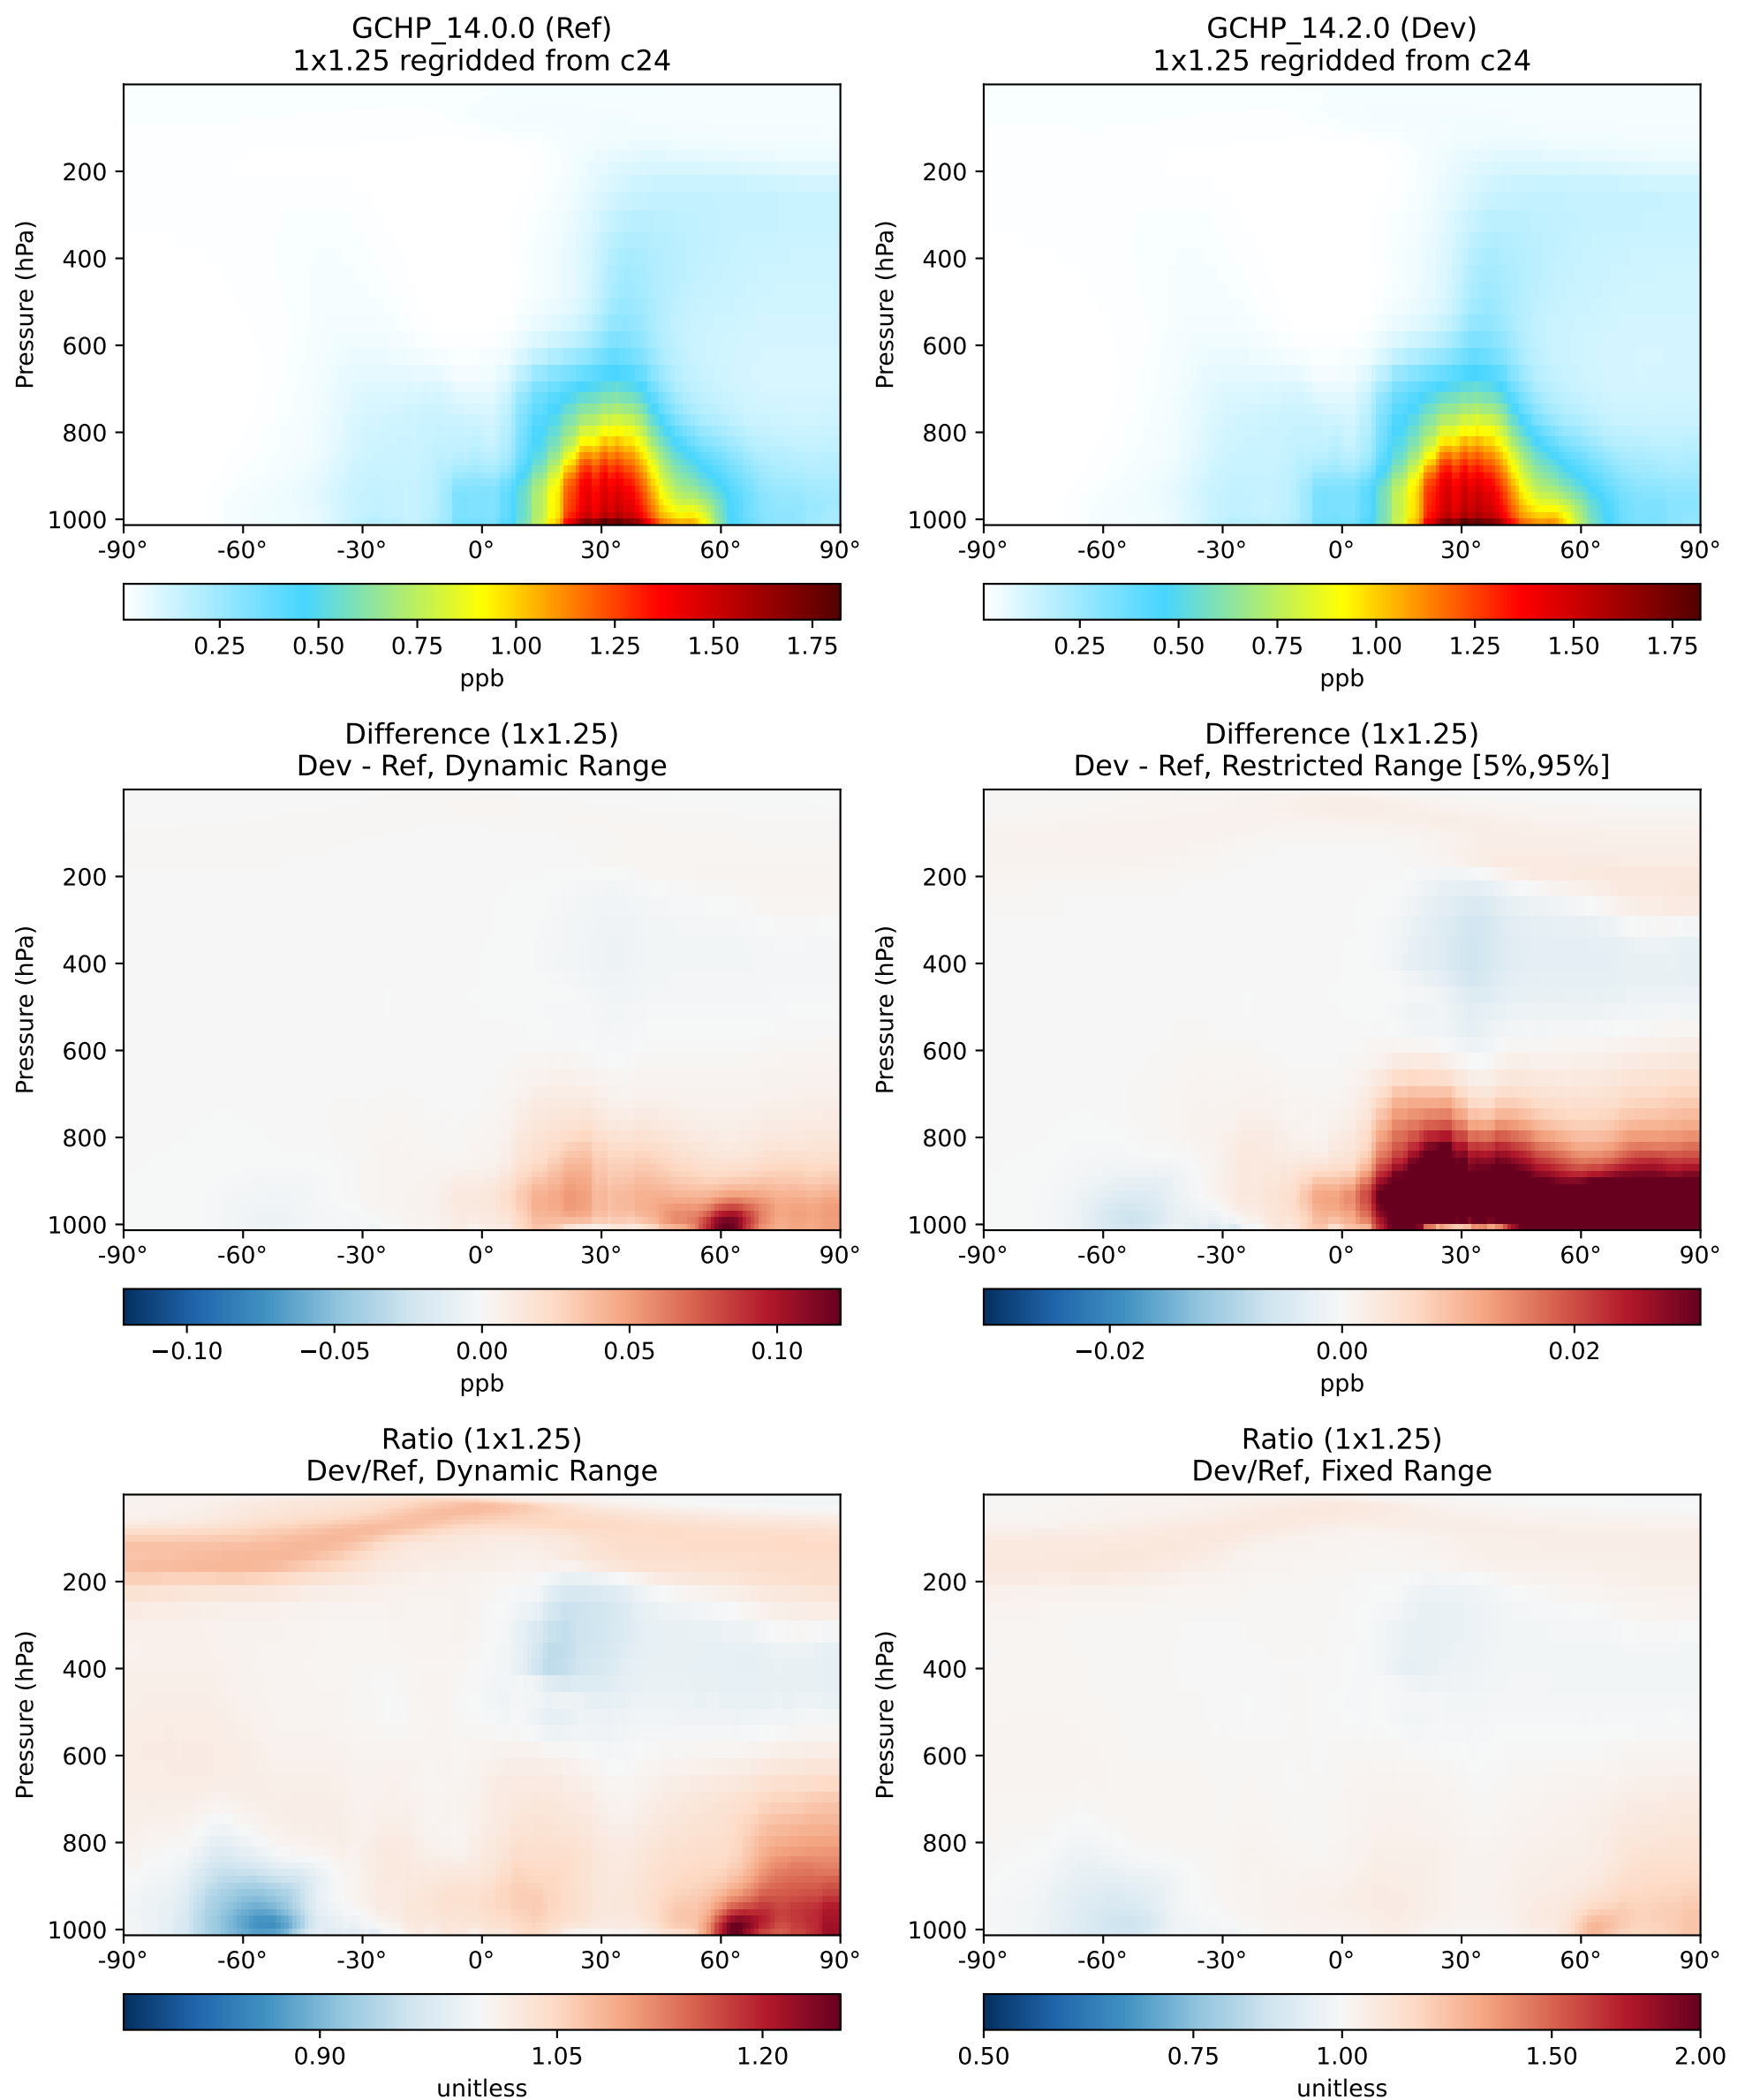 GCHP_14.0.0 (Ref)
1x1.25 regridded from c24
Pressure (hPa)
200
400
600
800
1000
-90° -60° -30° 0° 30° 60° 90°
0.25 0.50 0.75 1.00 1.25 1.50 1.75
ppb
GCHP_14.2.0 (Dev)
1x1.25 regridded from c24
Pressure (hPa)
200
400
600
800
1000
-90° -60° -30° 0° 30° 60° 90°
0.25 0.50 0.75 1.00 1.25 1.50 1.75
ppb
Difference (1x1.25)
Dev - Ref, Dynamic Range
Pressure (hPa)
200
400
600
800
1000
-90° -60° -30° 0° 30° 60° 90°
−0.10 −0.05 0.00 0.05 0.10
ppb
Difference (1x1.25)
Dev - Ref, Restricted Range [5%,95%]
Pressure (hPa)
200
400
600
800
1000
-90° -60° -30° 0° 30° 60° 90°
−0.02 0.00 0.02
ppb
Ratio (1x1.25)
Dev/Ref, Dynamic Range
Pressure (hPa)
200
400
600
800
1000
-90° -60° -30° 0° 30° 60° 90°
0.90 1.05 1.20
unitless
Ratio (1x1.25)
Dev/Ref, Fixed Range
Pressure (hPa)
200
400
600
800
1000
-90° -60° -30° 0° 30° 60° 90°
0.50 0.75 1.00 1.50 2.00
unitless